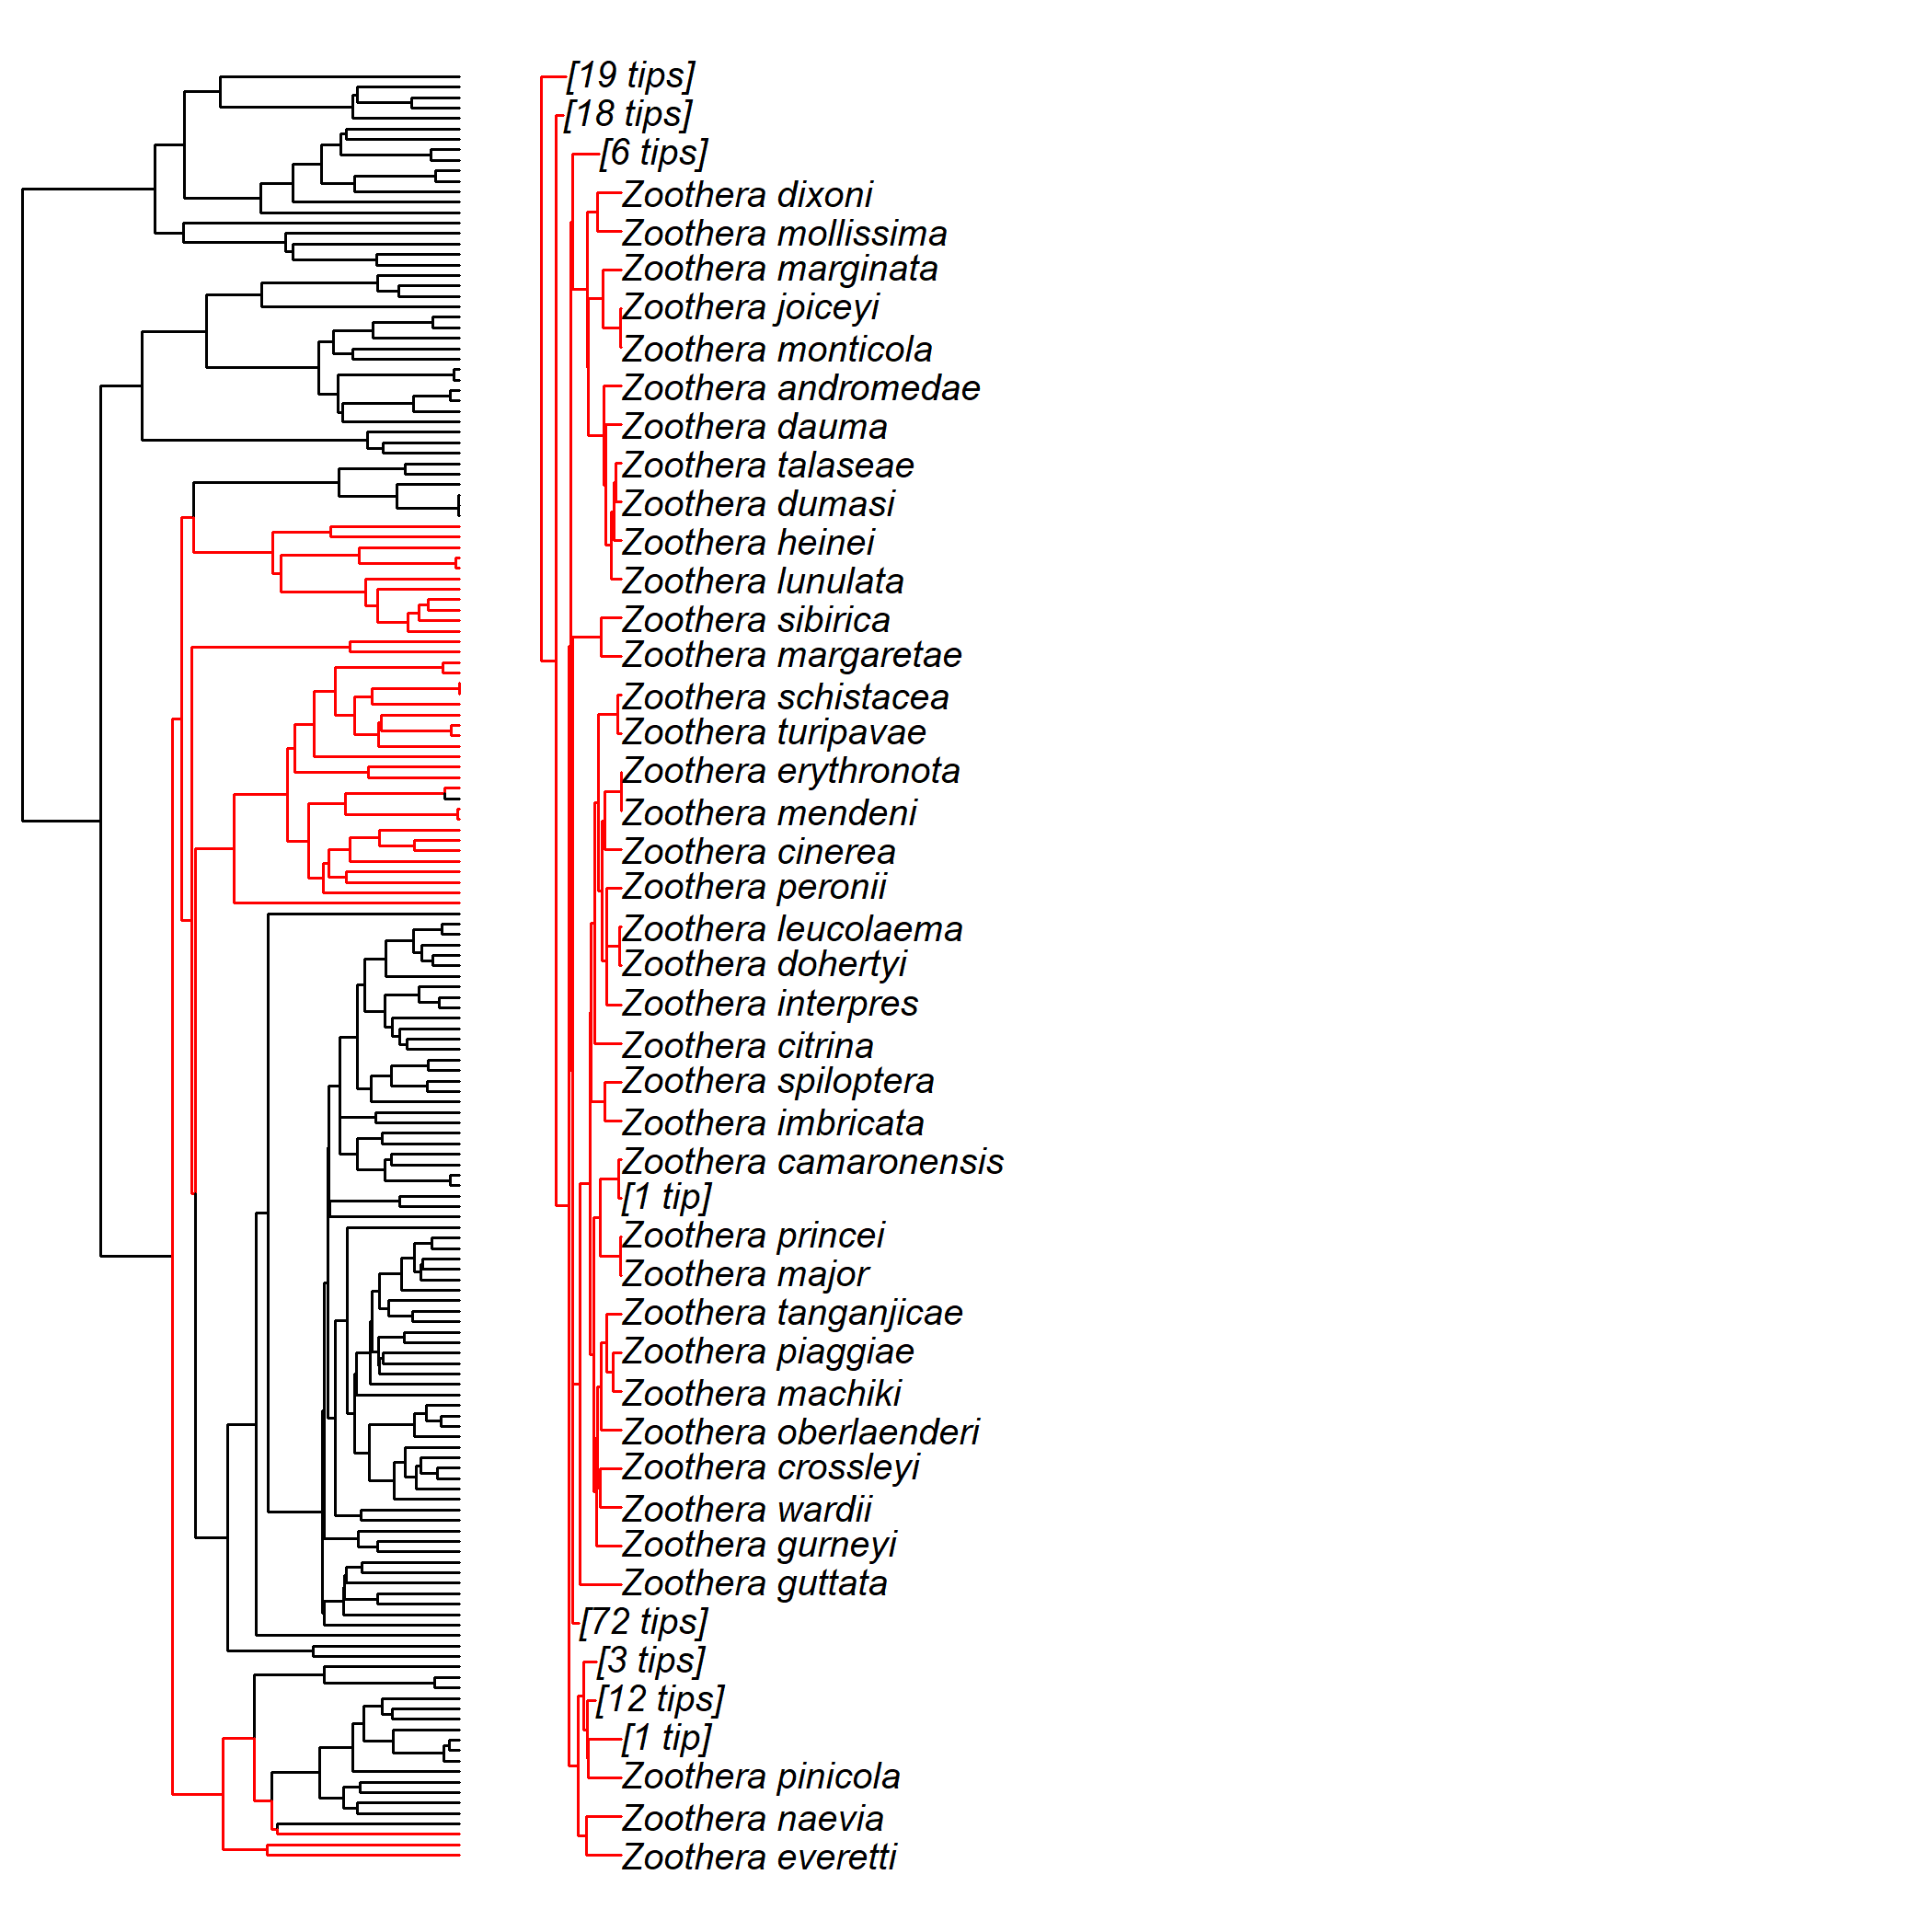 [19 tips]
[18 tips]
[6 tips]
Zoothera dixoni
Zoothera mollissima
Zoothera marginata
Zoothera joiceyi
Zoothera monticola
Zoothera andromedae
Zoothera dauma
Zoothera talaseae
Zoothera dumasi
Zoothera heinei
Zoothera lunulata
Zoothera sibirica
Zoothera margaretae
Zoothera schistacea
Zoothera turipavae
Zoothera erythronota
Zoothera mendeni
Zoothera cinerea
Zoothera peronii
Zoothera leucolaema
Zoothera dohertyi
Zoothera interpres
Zoothera citrina
Zoothera spiloptera
Zoothera imbricata
Zoothera camaronensis
[1 tip]
Zoothera princei
Zoothera major
Zoothera tanganjicae
Zoothera piaggiae
Zoothera machiki
Zoothera oberlaenderi
Zoothera crossleyi
Zoothera wardii
Zoothera gurneyi
Zoothera guttata
[72 tips]
[3 tips]
[12 tips]
[1 tip]
Zoothera pinicola
Zoothera naevia
Zoothera everetti